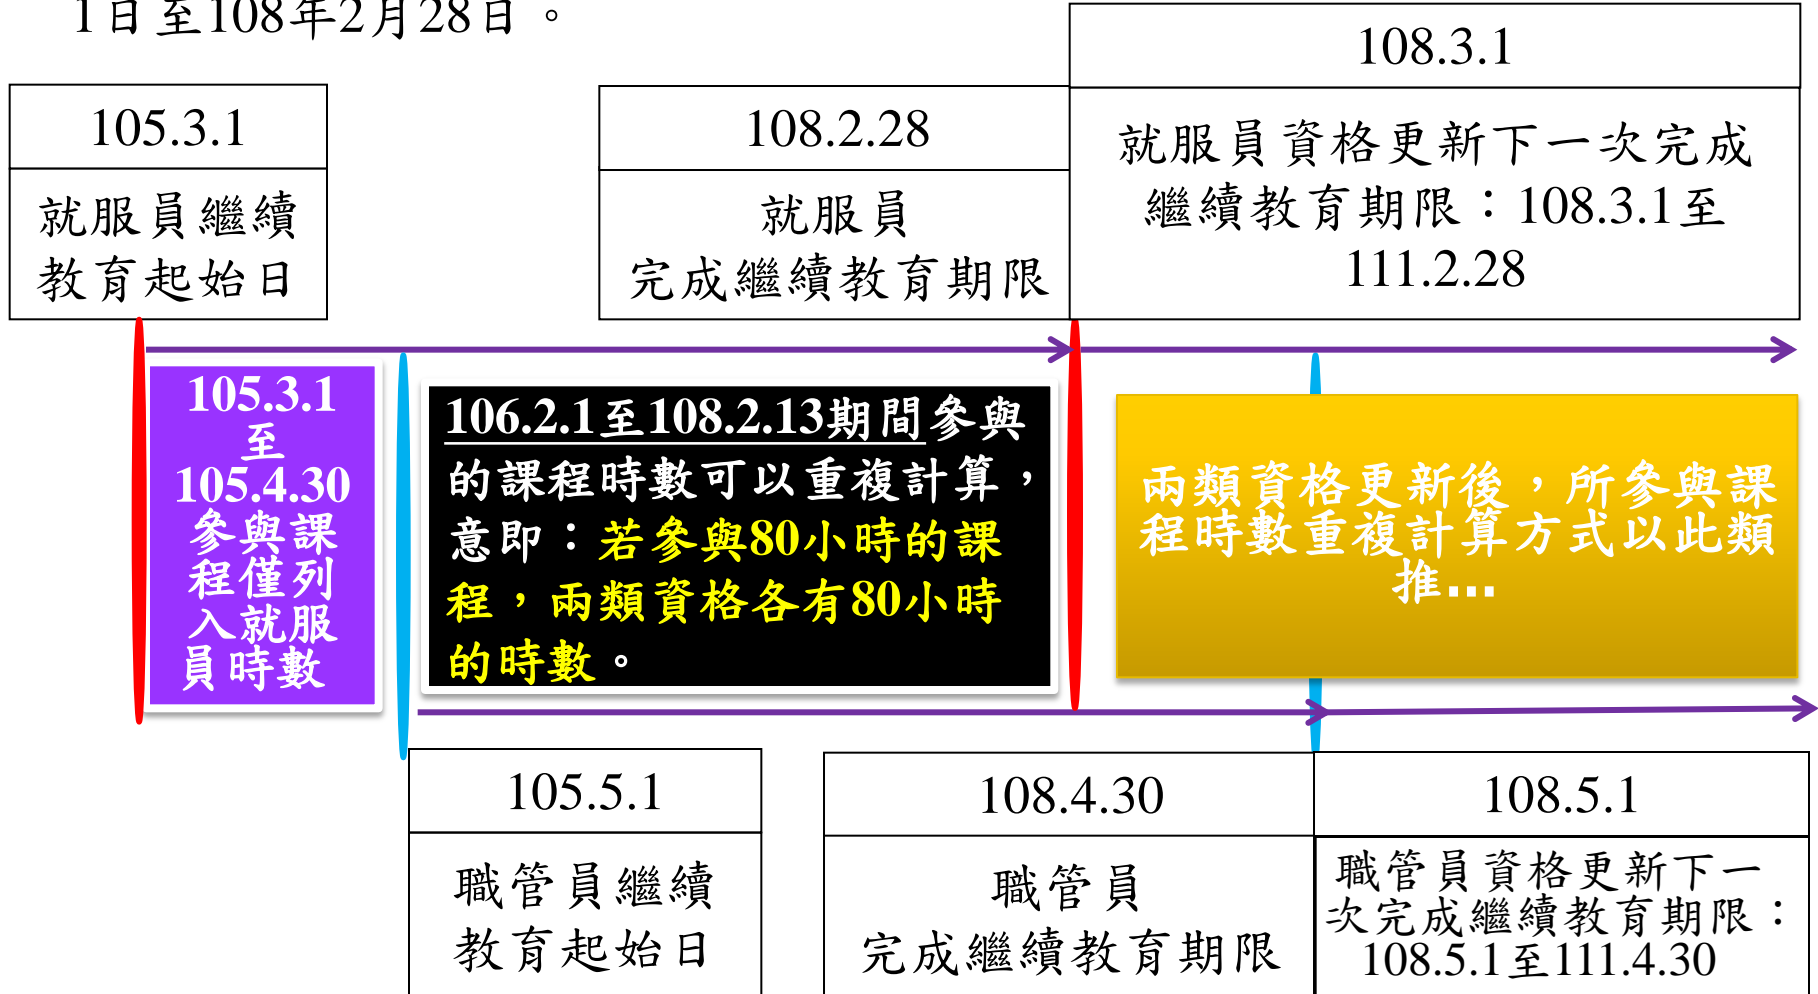 1日至108年2月28日。
108.3.1
就服員資格更新下一次完成
繼續教育期限：108.3.1至
111.2.28
105.3.1
就服員繼續
教育起始日
108.2.28
就服員
完成繼續教育期限
105.3.1
至
105.4.30
參與課
程僅列
入就服
員時數
106.2.1至108.2.13期間參與
的課程時數可以重複計算，
意即：若參與80小時的課
程，兩類資格各有80小時
的時數。
兩類資格更新後，所參與課
程時數重複計算方式以此類
推...
105.5.1
職管員繼續
教育起始日
108.4.30
職管員
完成繼續教育期限
108.5.1
職管員資格更新下一
次完成繼續教育期限：
108.5.1至111.4.30